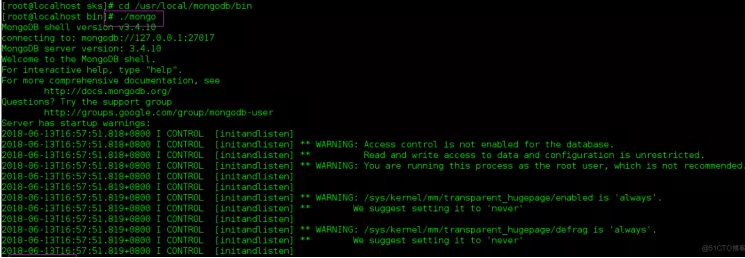 [root@localhost sks]# cd /usr/local/mongodb/bin
[root@localhost bin]# ./mongo
MongoDB shell version v3.4.10
connecting to: mongodb://127.0.0.1:27017
MongoDB server version: 3.4.10
Welcome to the MongoDB shell.
For interactive help, type "help".
For more comprehensive documentation, see
http://docs.mongodb.org/
Questions? Try the support group
http://groups.google.com/group/mongodb-user
Server has startup warnings:
2018-06-13T16:57:51.818+0800 I CONTROL [initandlisten]
2018-06-13T16:57:51.818+0800 I CONTROL [initandlisten] ** WARNING: Access control is not enabled for the database.
2018-06-13T16:57:51.818+0800 I CONTROL [initandlisten] ** Read and write access to data and configuration is unrestricted.
2018-06-13T16:57:51.818+0800 I CONTROL [initandlisten] ** WARNING: You are running this process as the root user, which is not recommended.
2018-06-13T16:57:51.818+0800 I CONTROL [initandlisten]
2018-06-13T16:57:51.819+0800 I CONTROL [initandlisten]
2018-06-13T16:57:51.819+0800 I CONTROL [initandlisten] ** WARNING: /sys/kernel/mm/transparent_hugepage/enabled is 'always'.
2018-06-13T16:57:51.819+0800 I CONTROL [initandlisten] ** We suggest setting it to 'never'
2018-06-13T16:57:51.819+0800 I CONTROL [initandlisten]
2018-06-13T16:57:51.819+0800 I CONTROL [initandlisten] ** WARNING: /sys/kernel/mm/transparent_hugepage/defrag is 'always'.
2018-06-13T16:57:51.819+0800 I CONTROL [initandlisten] ** We suggest setting it to 'never'
2018-06-13T16:57:51.819+0800 I CONTROL [initandlisten]
@51CTO博客